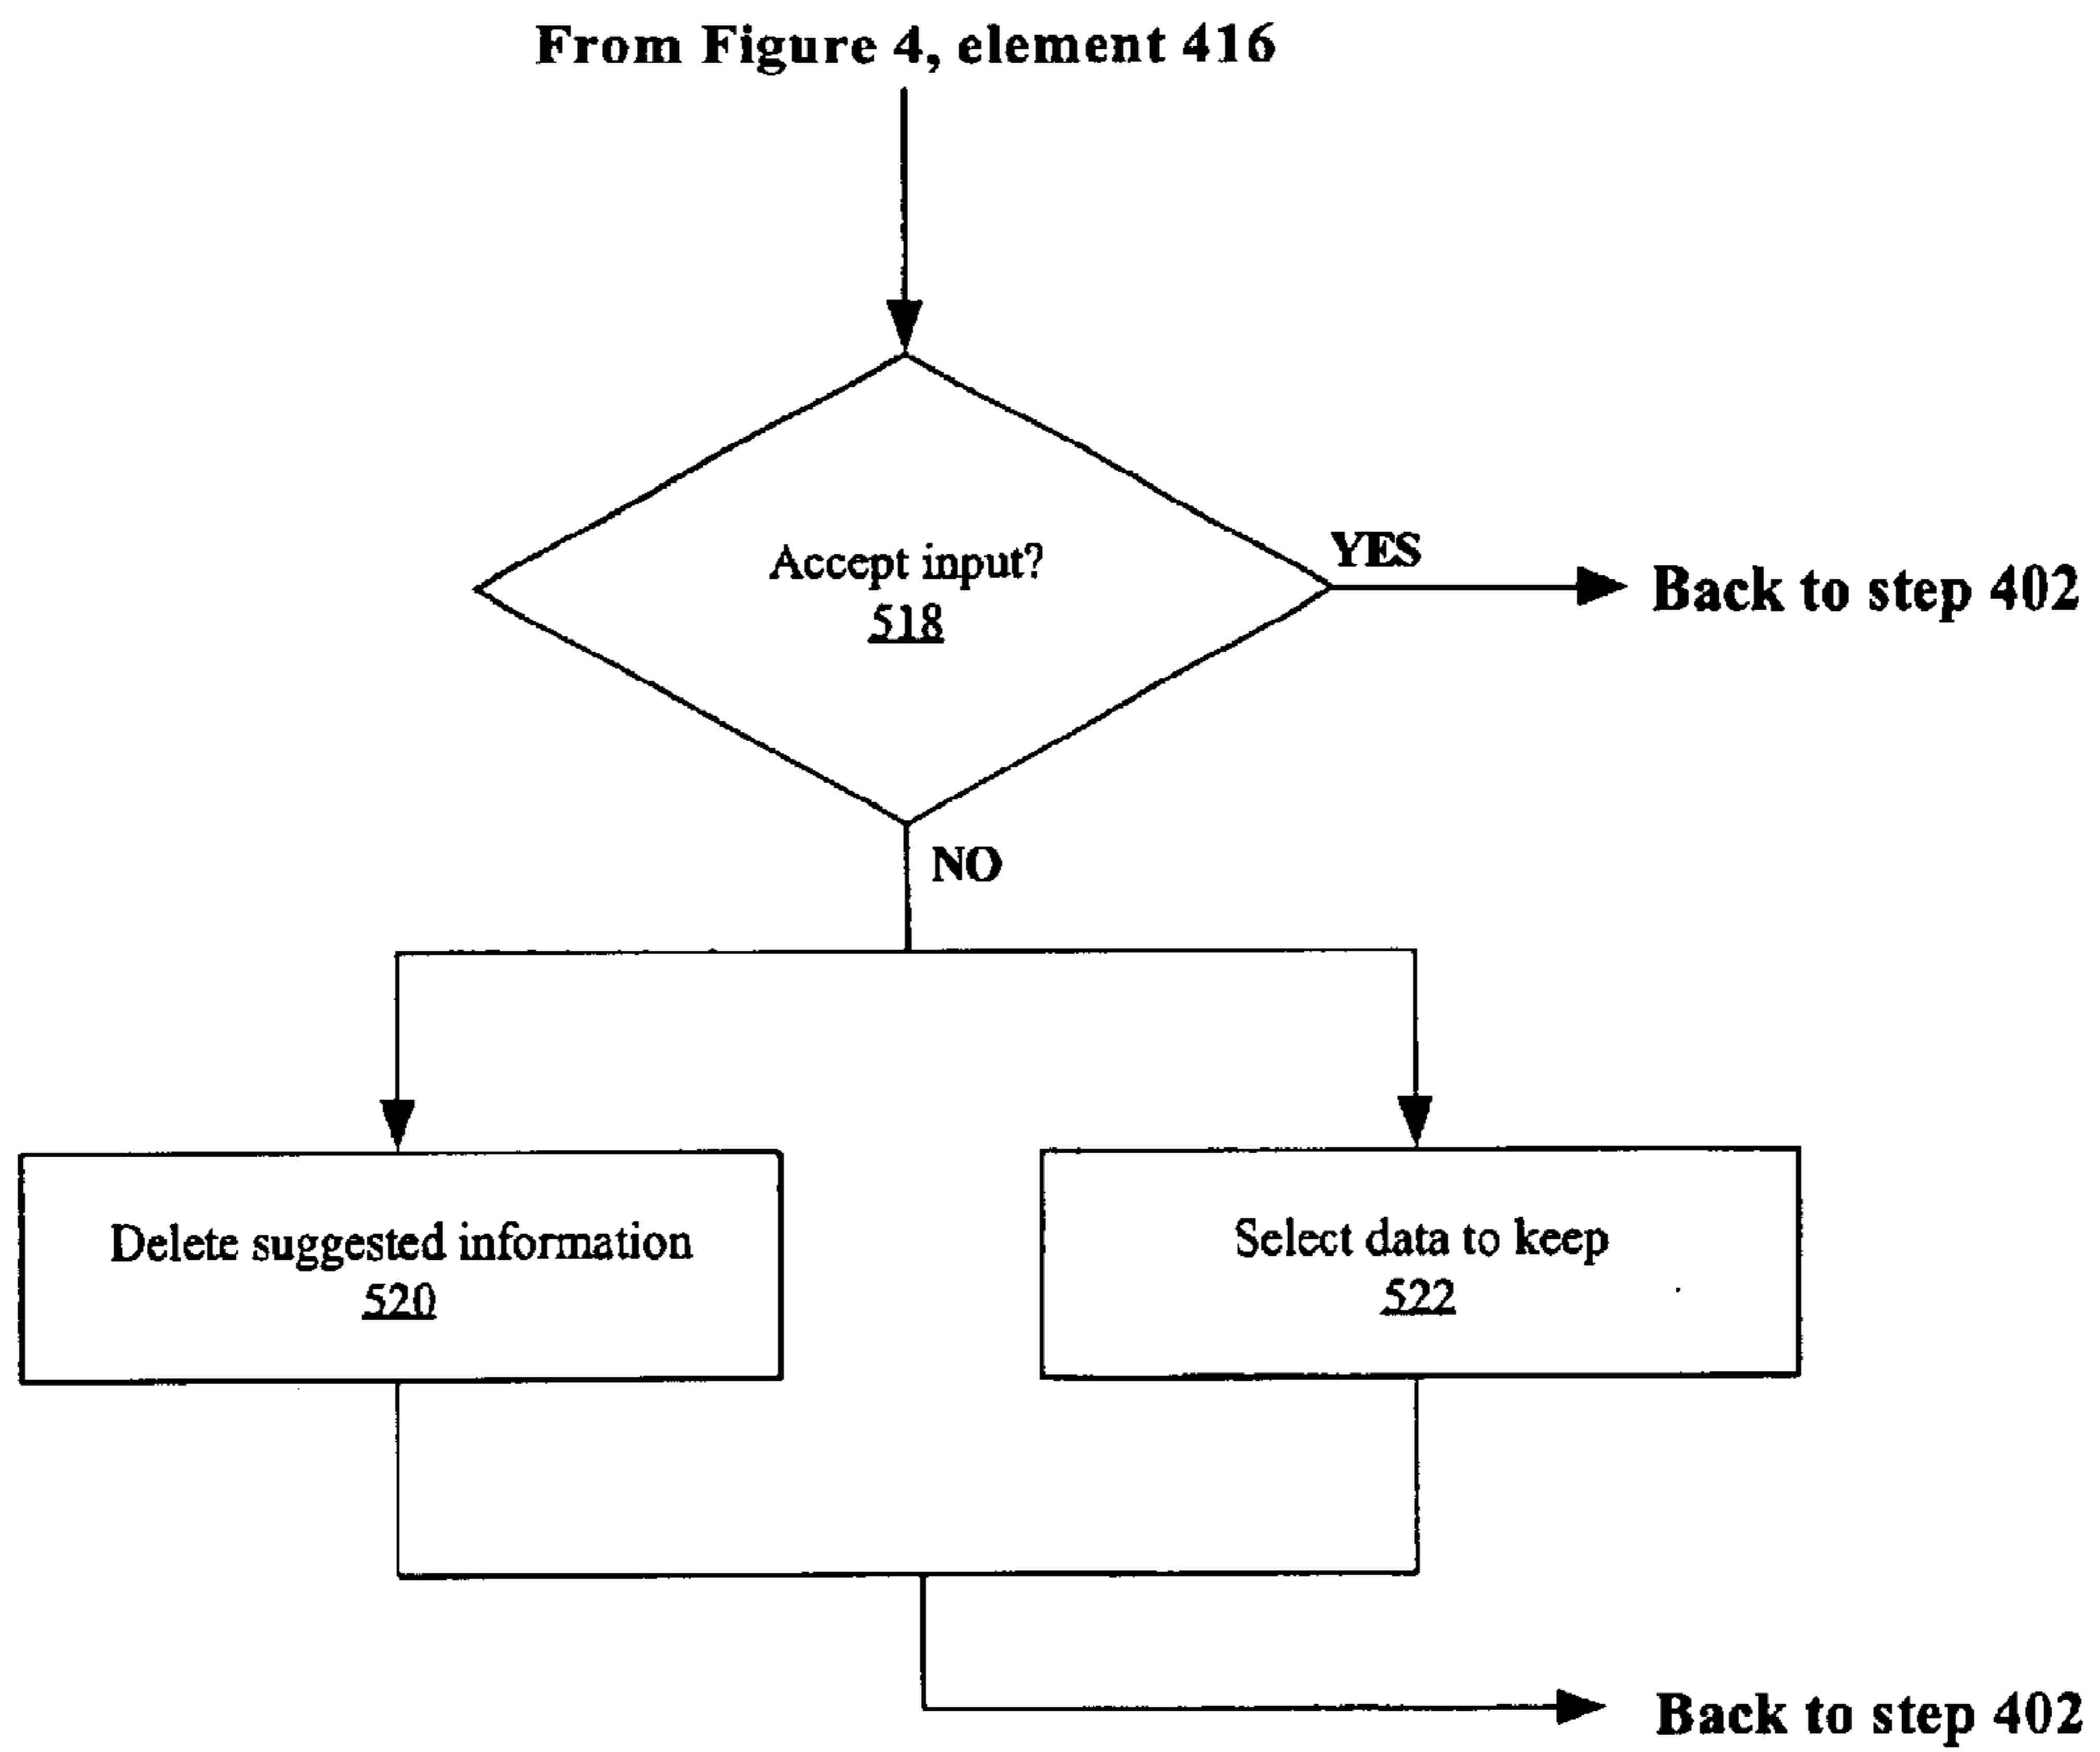 From Figure 4, element 416
Accept input?
518
YES
Back to step 402
NO
Delete suggested information
520
Select data to keep
522
Back to step 402